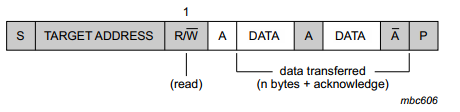 1
S TARGET ADDRESS R/W̅ A DATA A DATA A̅ P
(read)
data transferred
(n bytes + acknowledge)
mbc606